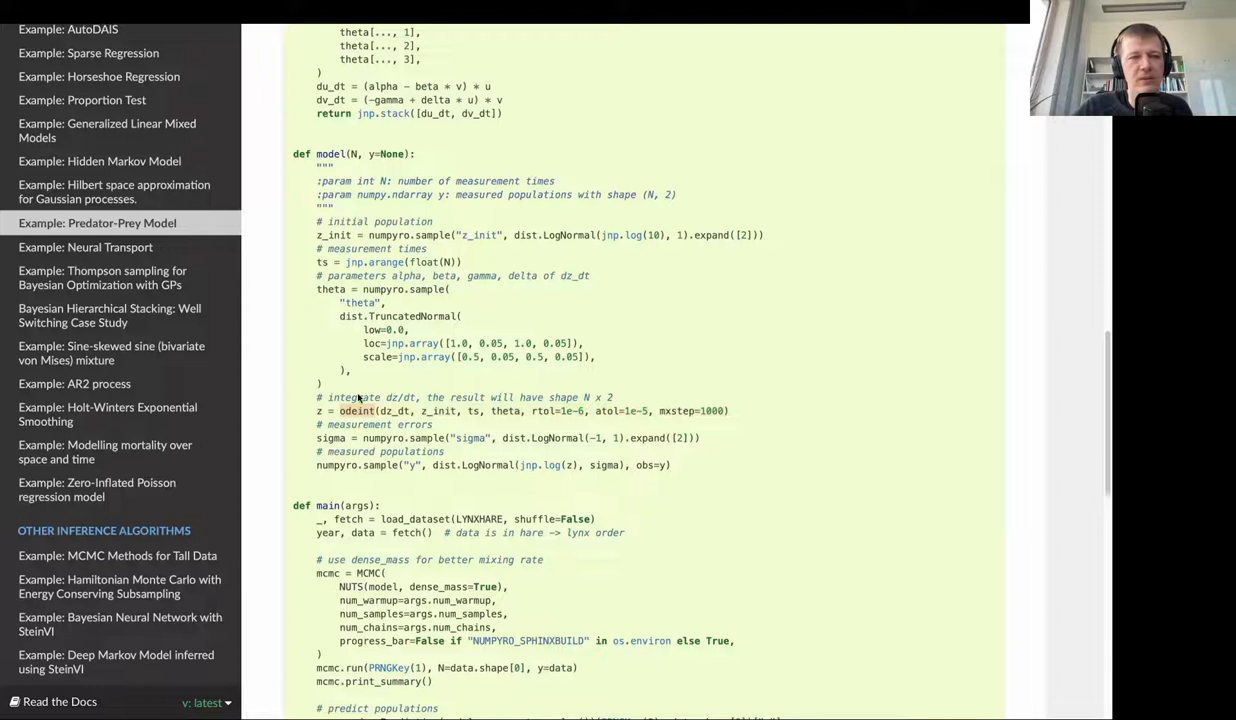 Example: AutoDAIS
Example: Sparse Regression
Example: Horseshoe Regression
Example: Proportion Test
Example: Generalized Linear Mixed
Models
Example: Hidden Markov Model
Example: Hilbert space approximation
for Gaussian processes.
Example: Predator-Prey Model
Example: Neural Transport
Example: Thompson sampling for
Bayesian Optimization with GPs
Bayesian Hierarchical Stacking: Well
Switching Case Study
Example: Sine-skewed sine (bivariate
von Mises) mixture
Example: AR2 process
Example: Holt-Winters Exponential
Smoothing
Example: Modelling mortality over
space and time
Example: Zero-Inflated Poisson
regression model
OTHER INFERENCE ALGORITHMS
Example: MCMC Methods for Tall Data
Example: Hamiltonian Monte Carlo with
Energy Conserving Subsampling
Example: Bayesian Neural Network with
SteinVI
Example: Deep Markov Model inferred
using SteinVI
Read the Docs
v: latest
theta[..., 1],
theta[..., 2],
theta[..., 3],
)
du_dt = (alpha - beta * v) * u
dv_dt = (-gamma + delta * u) * v
return jnp.stack([du_dt, dv_dt])
def model(N, y=None):
"""
:param int N: number of measurement times
:param numpy.ndarray y: measured populations with shape (N, 2)
"""
# initial population
z_init = numpyro.sample("z_init", dist.LogNormal(jnp.log(10), 1).expand([2]))
# measurement times
ts = jnp.arange(float(N))
# parameters alpha, beta, gamma, delta of dz_dt
theta = numpyro.sample(
"theta",
dist.TruncatedNormal(
low=0.0,
loc=jnp.array([1.0, 0.05, 1.0, 0.05]),
scale=jnp.array([0.5, 0.05, 0.5, 0.05]),
),
)
# integrate dz/dt, the result will have shape N x 2
z = odeint(dz_dt, z_init, ts, theta, rtol=1e-6, atol=1e-5, mxstep=1000)
# measurement errors
sigma = numpyro.sample("sigma", dist.LogNormal(-1, 1).expand([2]))
# measured populations
numpyro.sample("y", dist.LogNormal(jnp.log(z), sigma), obs=y)
def main(args):
_, fetch = load_dataset(LYNXHARE, shuffle=False)
year, data = fetch()  # data is in hare -> lynx order
# use dense_mass for better mixing rate
mcmc = MCMC(
NUTS(model, dense_mass=True),
num_warmup=args.num_warmup,
num_samples=args.num_samples,
num_chains=args.num_chains,
progress_bar=False if "NUMPYRO_SPHINXBUILD" in os.environ else True,
)
mcmc.run(PRNGKey(1), N=data.shape[0], y=data)
mcmc.print_summary()
# predict populations